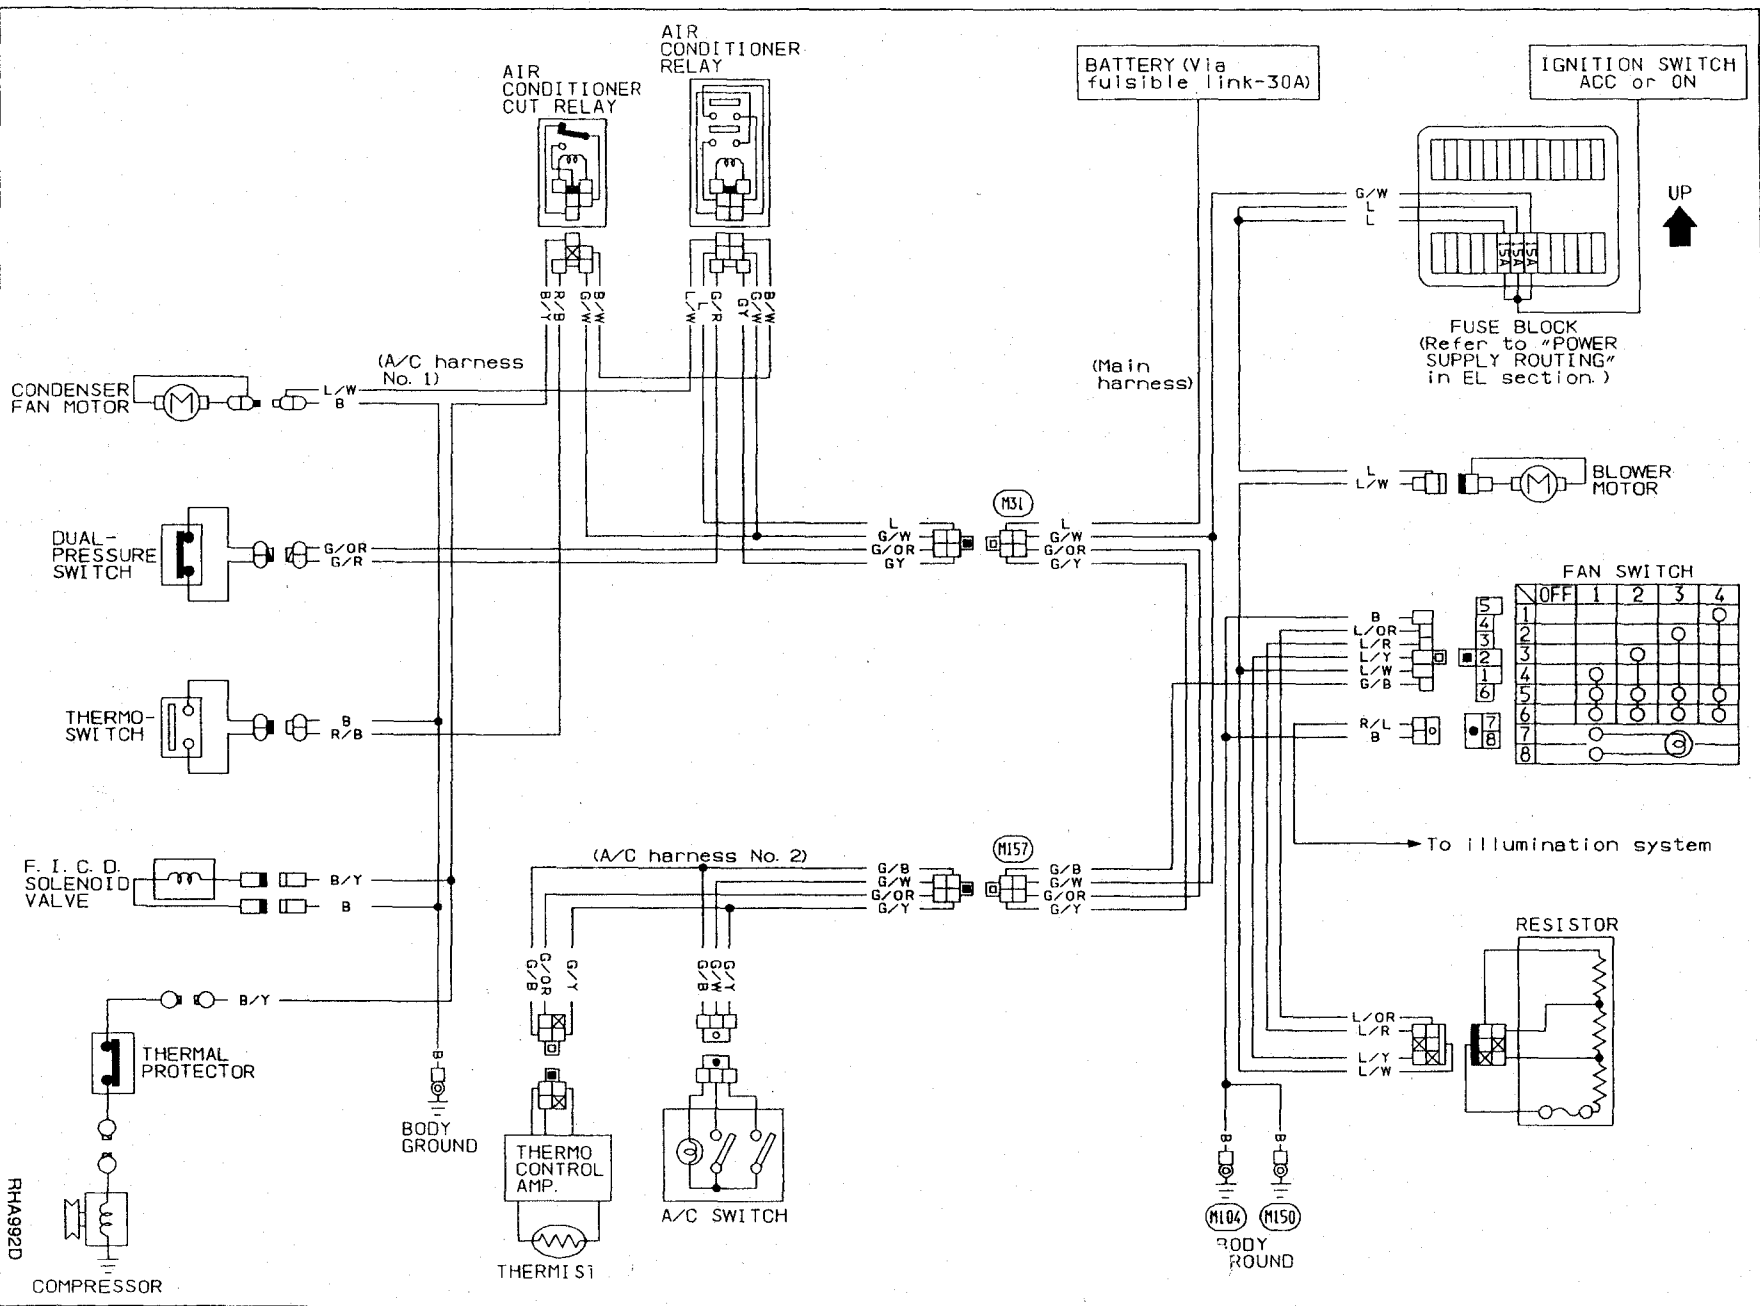 AIR
CONDITIONER
RELAY
AIR
CONDITIONER
CUT RELAY
BATTERY (Via
fulsible link-30A)
IGNITION SWITCH
ACC or ON
UP
G/W
L
L
15A
15A
15A
FUSE BLOCK
(Refer to "POWER
SUPPLY ROUTING"
in EL section.)
B/Y
R/B
G/W
B/W
L/W
L
G/R
GY
G/W
B/W
(A/C harness
No. 1)
(Main
harness)
CONDENSER
FAN MOTOR
M
L/W
B
L
L/W
M
BLOWER
MOTOR
DUAL-
PRESSURE
SWITCH
G/OR
G/R
M31
L
G/W
G/OR
GY
L
G/W
G/OR
G/Y
FAN SWITCH
OFF 1 2 3 4
1
2
3
4
5
6
7
8
B
L/OR
L/R
L/Y
L/W
G/B
5
4
3
2
1
6
R/L
B
7
8
THERMO-
SWITCH
B
R/B
To illumination system
(A/C harness No. 2)
M157
G/B
G/W
G/OR
G/Y
G/B
G/W
G/OR
G/Y
F. I. C. D.
SOLENOID
VALVE
B/Y
B
RESISTOR
G/B
G/OR
G/Y
G/B
G/W
G/Y
B/Y
L/OR
L/R
L/Y
L/W
THERMAL
PROTECTOR
B
BODY
GROUND
THERMO
CONTROL
AMP.
A/C SWITCH
B
B
M104
M150
BODY
ROUND
THERMIS
COMPRESSOR
RHA992D